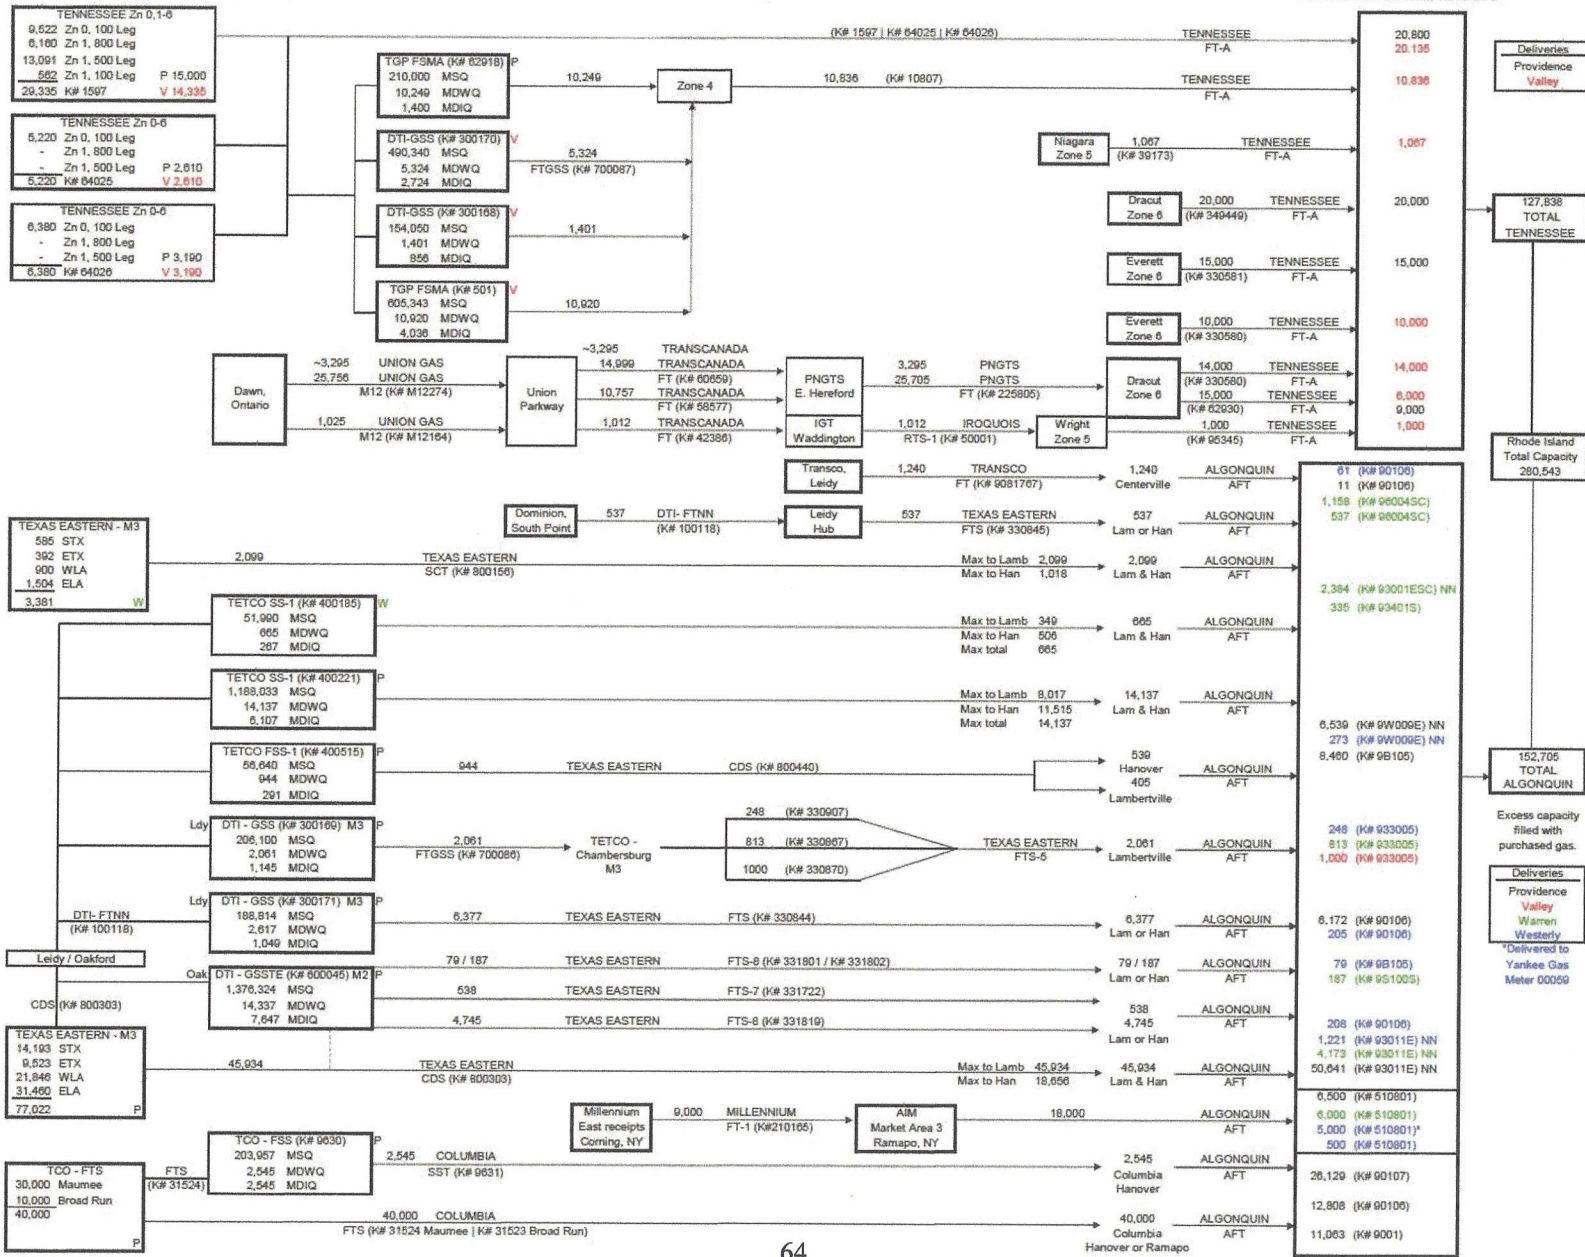 TENNESSEE Zn 0,1-6
9,522 Zn 0, 100 Leg
6,160 Zn 1, 800 Leg
13,091 Zn 1, 500 Leg
562 Zn 1, 100 Leg P 15,000
29,335 K# 1597 V 14,335
TENNESSEE Zn 0-6
5,220 Zn 0, 100 Leg
- Zn 1, 800 Leg
- Zn 1, 500 Leg P 2,610
5,220 K# 64025 V 2,610
TENNESSEE Zn 0-6
6,380 Zn 0, 100 Leg
- Zn 1, 800 Leg
- Zn 1, 500 Leg P 3,190
6,380 K# 64026 V 3,190
(K# 1597 | K# 64025 | K# 64026) TENNESSEE
FT-A
20,800
20.135
TGP FSMA (K# 62918) P
210,000 MSQ
10,249 MDWQ
1,400 MDIQ
10,249
Zone 4
10,836 (K# 10807) TENNESSEE
FT-A
10,836
Deliveries
Providence
Valley
DTI-GSS (K# 300170) V
490,340 MSQ
5,324 MDWQ
2,724 MDIQ
5,324
FTGSS (K# 700087)
DTI-GSS (K# 300168) V
154,050 MSQ
1,401 MDWQ
856 MDIQ
1,401
TGP FSMA (K# 501) V
605,343 MSQ
10,920 MDWQ
4,036 MDIQ
10,920
Niagara
Zone 5
1,067 TENNESSEE
(K# 39173) FT-A
1,067
Dracut
Zone 6
20,000 TENNESSEE
(K# 349449) FT-A
20,000
127,838
TOTAL
TENNESSEE
Everett
Zone 6
15,000 TENNESSEE
(K# 330581) FT-A
15,000
Everett
Zone 6
10,000 TENNESSEE
(K# 330580) FT-A
10,000
Dawn,
Ontario
~3,295 UNION GAS
25,756 UNION GAS
M12 (K# M12274)
1,025 UNION GAS
M12 (K# M12164)
Union
Parkway
~3,295 TRANSCANADA
14,999 TRANSCANADA
FT (K# 60659)
10,757 TRANSCANADA
FT (K# 58577)
1,012 TRANSCANADA
FT (K# 42386)
PNGTS
E. Hereford
IGT
Waddington
3,295 PNGTS
25,705 PNGTS
FT (K# 225805)
1,012 IROQUOIS
RTS-1 (K# 50001)
Dracut
Zone 6
Wright
Zone 5
14,000 TENNESSEE
(K# 330580) FT-A
15,000 TENNESSEE
(K# 62930) FT-A
1,000 TENNESSEE
(K# 95345) FT-A
14,000
6,000
9,000
1,000
Rhode Island
Total Capacity
280,543
Transco,
Leidy
1,240 TRANSCO
FT (K# 9081767)
1,240
Centerville
ALGONQUIN
AFT
61 (K# 90106)
11 (K# 90106)
1,158 (K# 96004SC)
537 (K# 96004SC)
Dominion,
South Point
537 DTI- FTNN
(K# 100118)
Leidy
Hub
537 TEXAS EASTERN
FTS (K# 330845)
537
Lam or Han
ALGONQUIN
AFT
TEXAS EASTERN - M3
585 STX
392 ETX
900 WLA
1,504 ELA
3,381 W
2,099 TEXAS EASTERN
SCT (K# 800156)
Max to Lamb 2,099
Max to Han 1,018
2,099
Lam & Han
ALGONQUIN
AFT
2,384 (K# 93001ESC) NN
335 (K# 93401S)
TETCO SS-1 (K# 400185) W
51,990 MSQ
665 MDWQ
267 MDIQ
Max to Lamb 349
Max to Han 506
Max total 665
665
Lam & Han
ALGONQUIN
AFT
TETCO SS-1 (K# 400221) P
1,188,033 MSQ
14,137 MDWQ
6,107 MDIQ
Max to Lamb 8,017
Max to Han 11,515
Max total 14,137
14,137
Lam & Han
ALGONQUIN
AFT
6,539 (K# 9W009E) NN
273 (K# 9W009E) NN
8,460 (K# 9B105)
TETCO FSS-1 (K# 400515) P
56,640 MSQ
944 MDWQ
291 MDIQ
944 TEXAS EASTERN CDS (K# 800440)
539
Hanover
405
Lambertville
ALGONQUIN
AFT
152,705
TOTAL
ALGONQUIN
Excess capacity
filled with
purchased gas.
Ldy DTI - GSS (K# 300169) M3 P
206,100 MSQ
2,061 MDWQ
1,145 MDIQ
2,061
FTGSS (K# 700086)
TETCO -
Chambersburg
M3
248 (K# 330907)
813 (K# 330867)
1000 (K# 330870)
TEXAS EASTERN
FTS-5
2,061
Lambertville
ALGONQUIN
AFT
248 (K# 933005)
813 (K# 933005)
1,000 (K# 933005)
Deliveries
Providence
Valley
Warren
Westerly
*Delivered to
Yankee Gas
Meter 00059
DTI- FTNN
(K# 100118)
Ldy DTI - GSS (K# 300171) M3 P
188,814 MSQ
2,617 MDWQ
1,049 MDIQ
6,377 TEXAS EASTERN FTS (K# 330844)
6,377
Lam or Han
ALGONQUIN
AFT
6,172 (K# 90106)
205 (K# 90106)
Leidy / Oakford
CDS (K# 800303)
Oak DTI - GSSTE (K# 600045) M2 P
1,376,324 MSQ
14,337 MDWQ
7,647 MDIQ
79 / 187 TEXAS EASTERN FTS-8 (K# 331801 / K# 331802)
79 / 187
Lam or Han
ALGONQUIN
AFT
79 (K# 9B105)
187 (K# 9S100S)
538 TEXAS EASTERN FTS-7 (K# 331722)
4,745 TEXAS EASTERN FTS-8 (K# 331819)
538
4,745
Lam or Han
ALGONQUIN
AFT
208 (K# 90106)
1,221 (K# 93011E) NN
4,173 (K# 93011E) NN
50,641 (K# 93011E) NN
TEXAS EASTERN - M3
14,193 STX
9,523 ETX
21,846 WLA
31,460 ELA
77,022 P
45,934 TEXAS EASTERN
CDS (K# 800303)
Max to Lamb 45,934
Max to Han 18,656
45,934
Lam & Han
ALGONQUIN
AFT
Millennium
East receipts
Corning, NY
9,000 MILLENNIUM
FT-1 (K#210165)
AIM
Market Area 3
Ramapo, NY
18,000 ALGONQUIN
AFT
6,500 (K# 510801)
6,000 (K# 510801)
5,000 (K# 510801)*
500 (K# 510801)
TCO - FTS
30,000 Maumee
10,000 Broad Run
40,000
P
FTS
(K# 31524)
TCO - FSS (K# 9630) P
203,957 MSQ
2,545 MDWQ
2,545 MDIQ
2,545 COLUMBIA
SST (K# 9631)
2,545
Columbia
Hanover
ALGONQUIN
AFT
26,129 (K# 90107)
12,808 (K# 90106)
11,063 (K# 9001)
40,000 COLUMBIA
FTS (K# 31524 Maumee | K# 31523 Broad Run)
40,000
Columbia
Hanover or Ramapo
ALGONQUIN
AFT
64